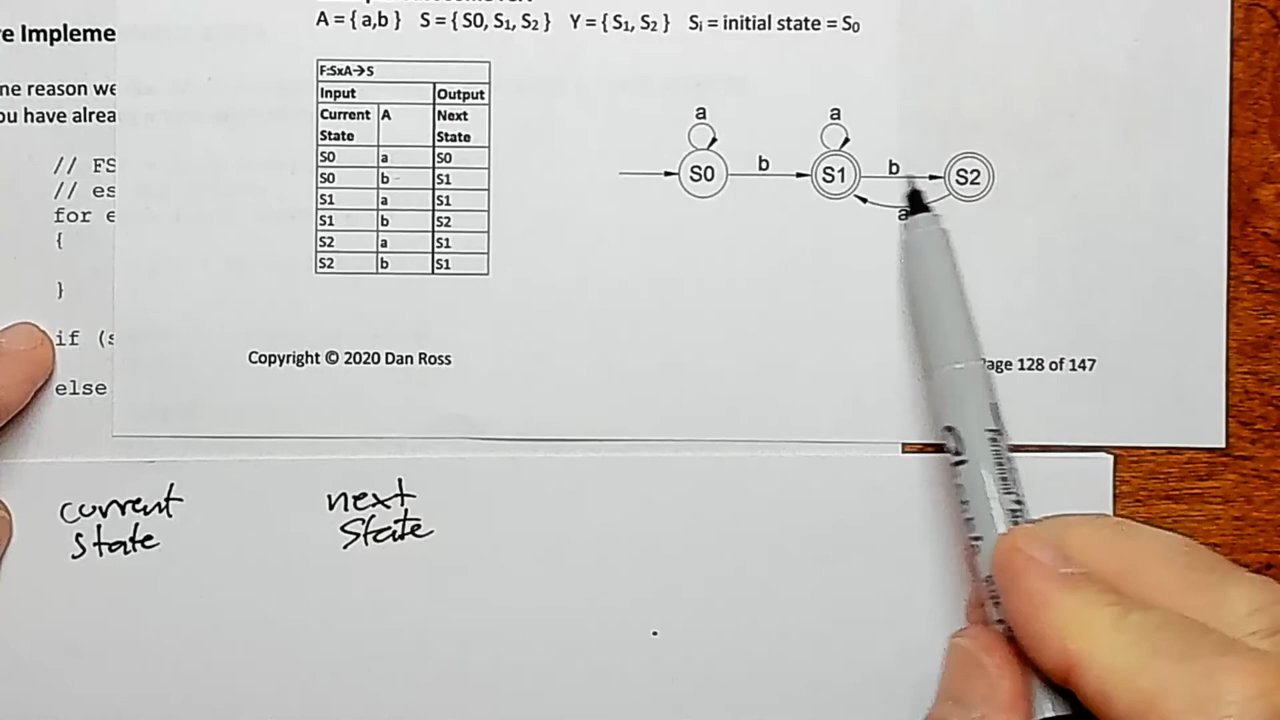 re Impleme
A = { a,b } S = { S0, S₁, S₂ } Y = { S₁, S₂ } Sᵢ = initial state = S₀
ne reason we
ou have alrea
// FS
// es
for e
{
}
if (s
else
F:SxA→S
Input Output
Current State A Next State
S0 a S0
S0 b S1
S1 a S1
S1 b S2
S2 a S1
S2 b S1
a a
S0 b S1 b S2
a
Copyright © 2020 Dan Ross
Page 128 of 147
current next
state state